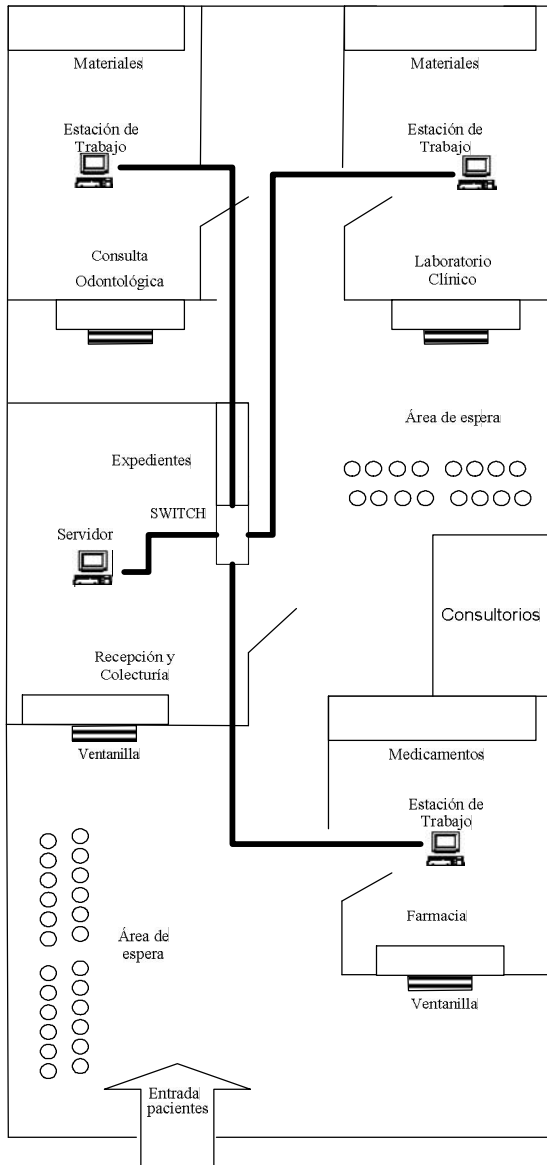 Materiales
Materiales
Estación de
Trabajo
Estación de
Trabajo
Consulta
Odontológica
Laboratorio
Clínico
Área de espera
Expedientes
SWITCH
Servidor
Consultorios
Recepción y
Colecturía
Ventanilla
Medicamentos
Estación de
Trabajo
Farmacia
Área de
espera
Ventanilla
Entrada
pacientes